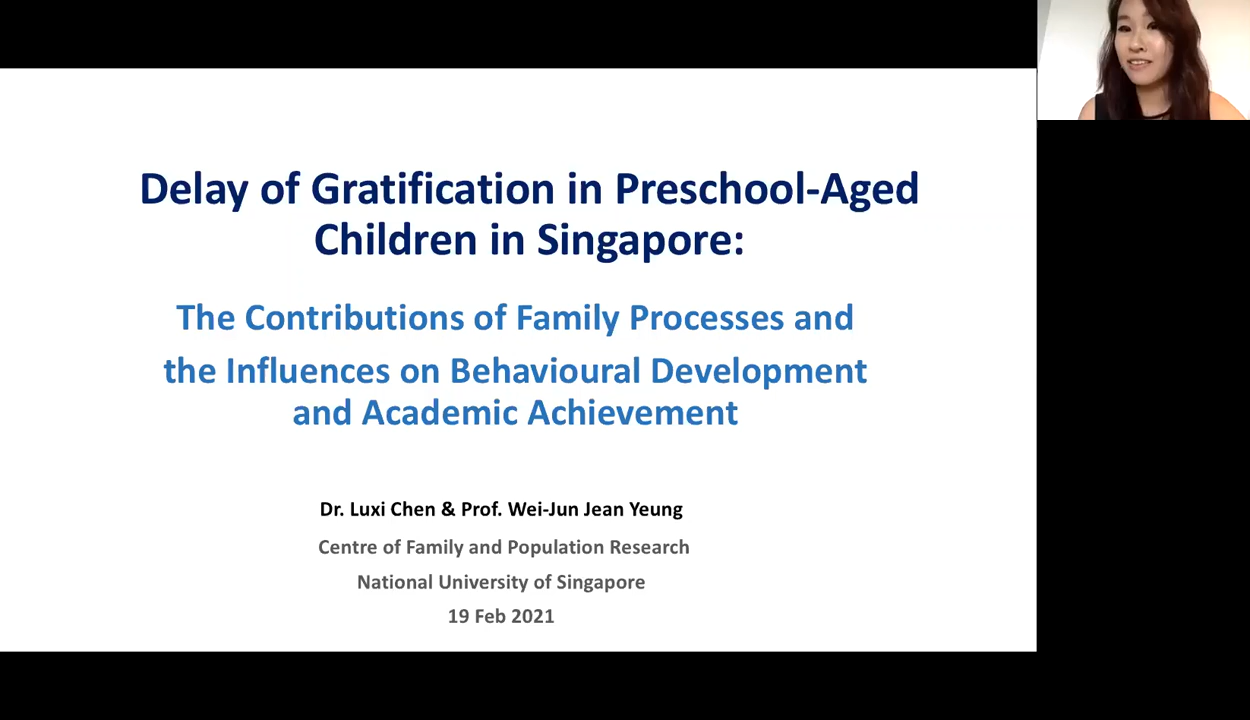 Delay of Gratification in Preschool-Aged
Children in Singapore:
The Contributions of Family Processes and
the Influences on Behavioural Development
and Academic Achievement
Dr. Luxi Chen & Prof. Wei-Jun Jean Yeung
Centre of Family and Population Research
National University of Singapore
19 Feb 2021